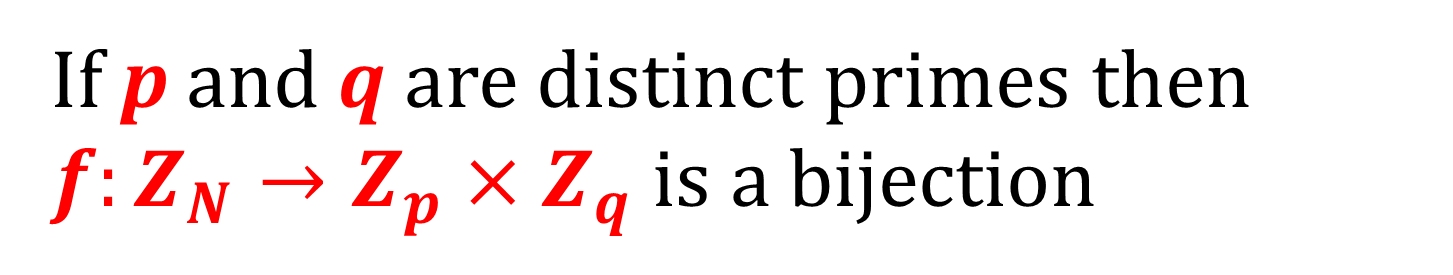 If p and q are distinct primes then
f: Z_N → Z_p × Z_q is a bijection